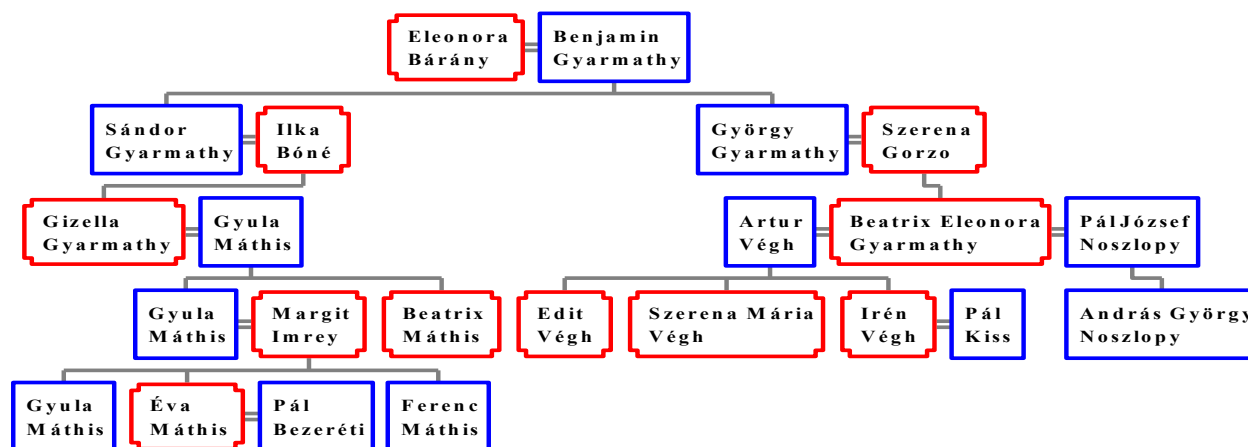 Eleonora
Bárány
Benjamin
Gyarmathy
Sándor
Gyarmathy
Ilka
Bóné
György
Gyarmathy
Szerena
Gorzo
Gizella
Gyarmathy
Gyula
Máthis
Artur
Végh
Beatrix Eleonora
Gyarmathy
Pál József
Noszlopy
Gyula
Máthis
Margit
Imrey
Beatrix
Máthis
Edit
Végh
Szerena Mária
Végh
Irén
Végh
Pál
Kiss
András György
Noszlopy
Gyula
Máthis
Éva
Máthis
Pál
Bezeréti
Ferenc
Máthis